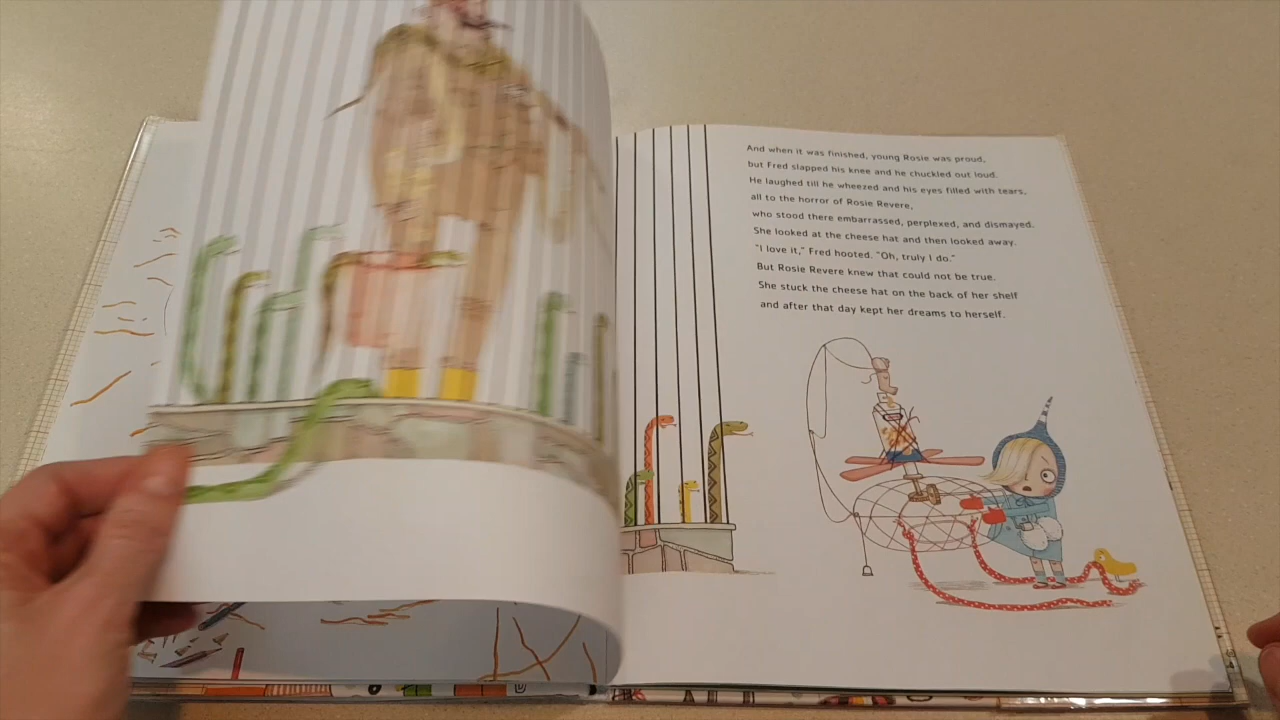 And when it was finished, young Rosie was proud,
but Fred slapped his knee and he chuckled out loud.
He laughed till he wheezed and his eyes filled with tears,
all to the horror of Rosie Revere,
who stood there embarrassed, perplexed, and dismayed.
She looked at the cheese hat and then looked away.
"I love it," Fred hooted. "Oh, truly I do."
But Rosie Revere knew that could not be true.
She stuck the cheese hat on the back of her shelf
and after that day kept her dreams to herself.